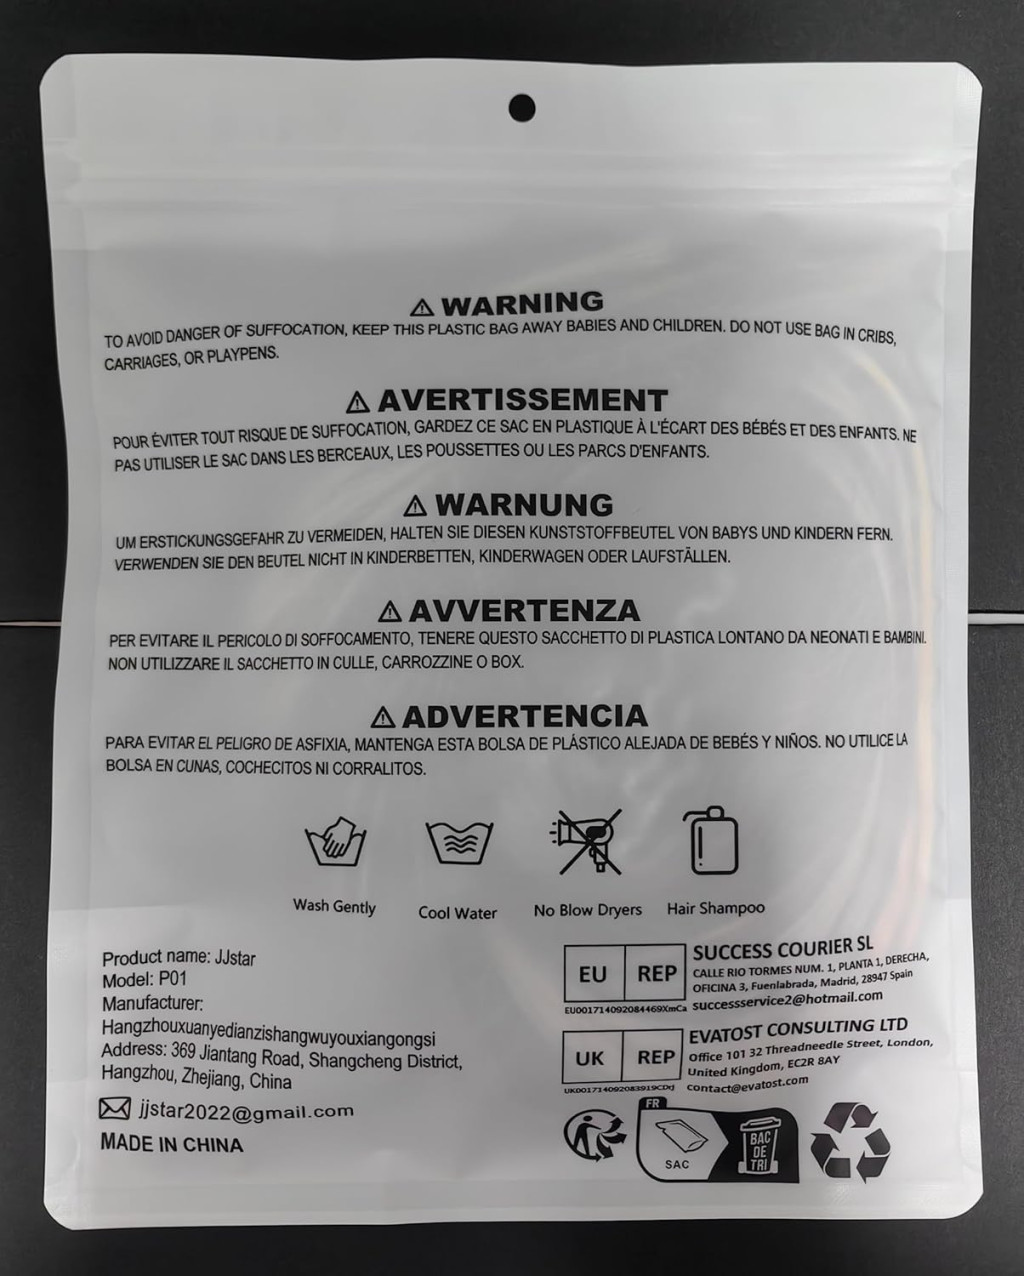 ⚠ WARNING
TO AVOID DANGER OF SUFFOCATION, KEEP THIS PLASTIC BAG AWAY BABIES AND CHILDREN. DO NOT USE BAG IN CRIBS,
CARRIAGES, OR PLAYPENS.
⚠ AVERTISSEMENT
POUR ÉVITER TOUT RISQUE DE SUFFOCATION, GARDEZ CE SAC EN PLASTIQUE À L'ÉCART DES BÉBÉS ET DES ENFANTS. NE
PAS UTILISER LE SAC DANS LES BERCEAUX, LES POUSSETTES OU LES PARCS D'ENFANTS.
⚠ WARNUNG
UM ERSTICKUNGSGEFAHR ZU VERMEIDEN, HALTEN SIE DIESEN KUNSTSTOFFBEUTEL VON BABYS UND KINDERN FERN.
VERWENDEN SIE DEN BEUTEL NICHT IN KINDERBETTEN, KINDERWAGEN ODER LAUFSTÄLLEN.
⚠ AVVERTENZA
PER EVITARE IL PERICOLO DI SOFFOCAMENTO, TENERE QUESTO SACCHETTO DI PLASTICA LONTANO DA NEONATI E BAMBINI.
NON UTILIZZARE IL SACCHETTO IN CULLE, CARROZZINE O BOX.
⚠ ADVERTENCIA
PARA EVITAR EL PELIGRO DE ASFIXIA, MANTENGA ESTA BOLSA DE PLÁSTICO ALEJADA DE BEBÉS Y NIÑOS. NO UTILICE LA
BOLSA EN CUNAS, COCHECITOS NI CORRALITOS.
Wash Gently
Cool Water
No Blow Dryers
Hair Shampoo
Product name: JJstar
Model: P01
Manufacturer:
Hangzhouxuanyedianzishangwuyouxiangongsi
Address: 369 Jiantang Road, Shangcheng District,
Hangzhou, Zhejiang, China
jjstar2022@gmail.com
MADE IN CHINA
EU REP
EU001714092084469XmCa
SUCCESS COURIER SL
CALLE RIO TORMES NUM. 1, PLANTA 1, DERECHA,
OFICINA 3, Fuenlabrada, Madrid, 28947 Spain
successservice2@hotmail.com
UK REP
UK001714092083919CDrJ
EVATOST CONSULTING LTD
Office 101 32 Threadneedle Street, London,
United Kingdom, EC2R 8AY
contact@evatost.com
FR
SAC
BAC
DE
TRI